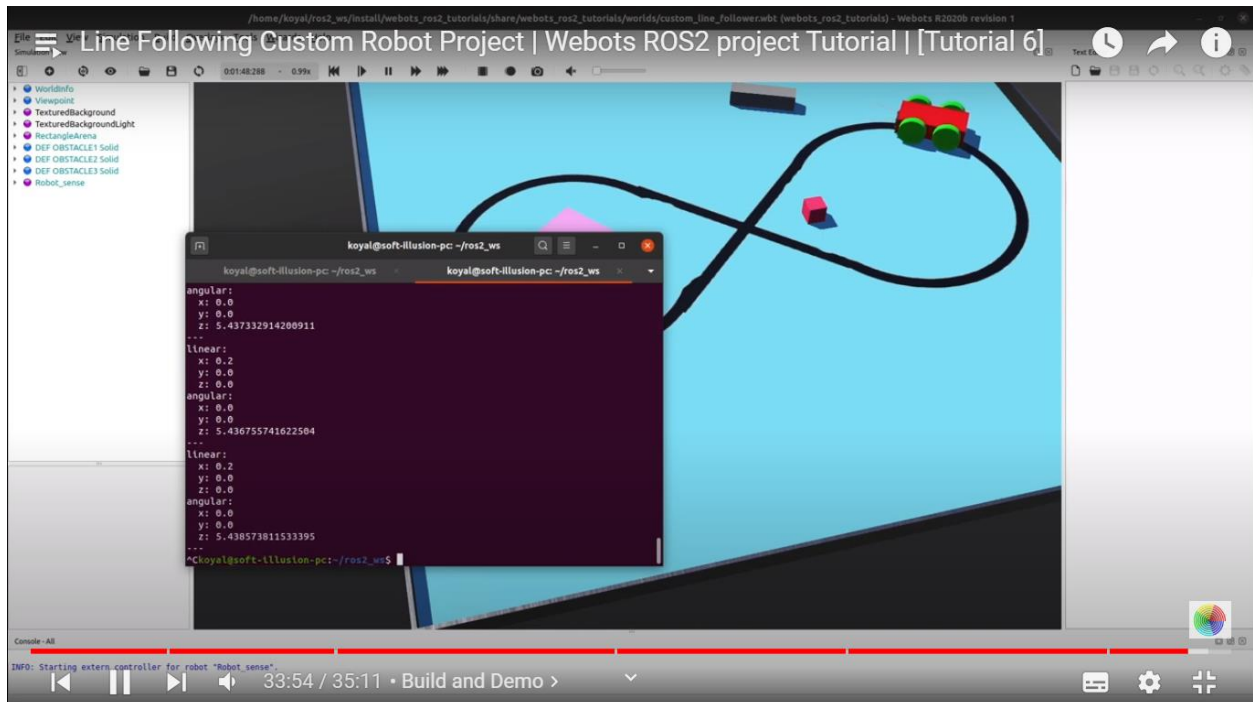 /home/koyal/ros2_ws/install/webots_ros2_tutorials/share/webots_ros2_tutorials/worlds/custom_line_follower.wbt (webots_ros2_tutorials) - Webots R2020b revision 1
Line Following Custom Robot Project | Webots ROS2 project Tutorial | [Tutorial 6]
File Edit View
0:01:48:288 - 0.99x
WorldInfo
Viewpoint
TexturedBackground
TexturedBackgroundLight
RectangleArena
DEF OBSTACLE1 Solid
DEF OBSTACLE2 Solid
DEF OBSTACLE3 Solid
Robot_sense
koyal@soft-illusion-pc: ~/ros2_ws
koyal@soft-illusion-pc: ~/ros2_ws
koyal@soft-illusion-pc: ~/ros2_ws
angular:
x: 0.0
y: 0.0
z: 5.437332914200911
---
linear:
x: 0.2
y: 0.0
z: 0.0
angular:
x: 0.0
y: 0.0
z: 5.436755741622504
---
linear:
x: 0.2
y: 0.0
z: 0.0
angular:
x: 0.0
y: 0.0
z: 5.438573811533395
---
^Ckoyal@soft-illusion-pc:~/ros2_ws$
Console - All
INFO: Starting extern controller for robot "Robot_sense".
33:54 / 35:11 • Build and Demo >